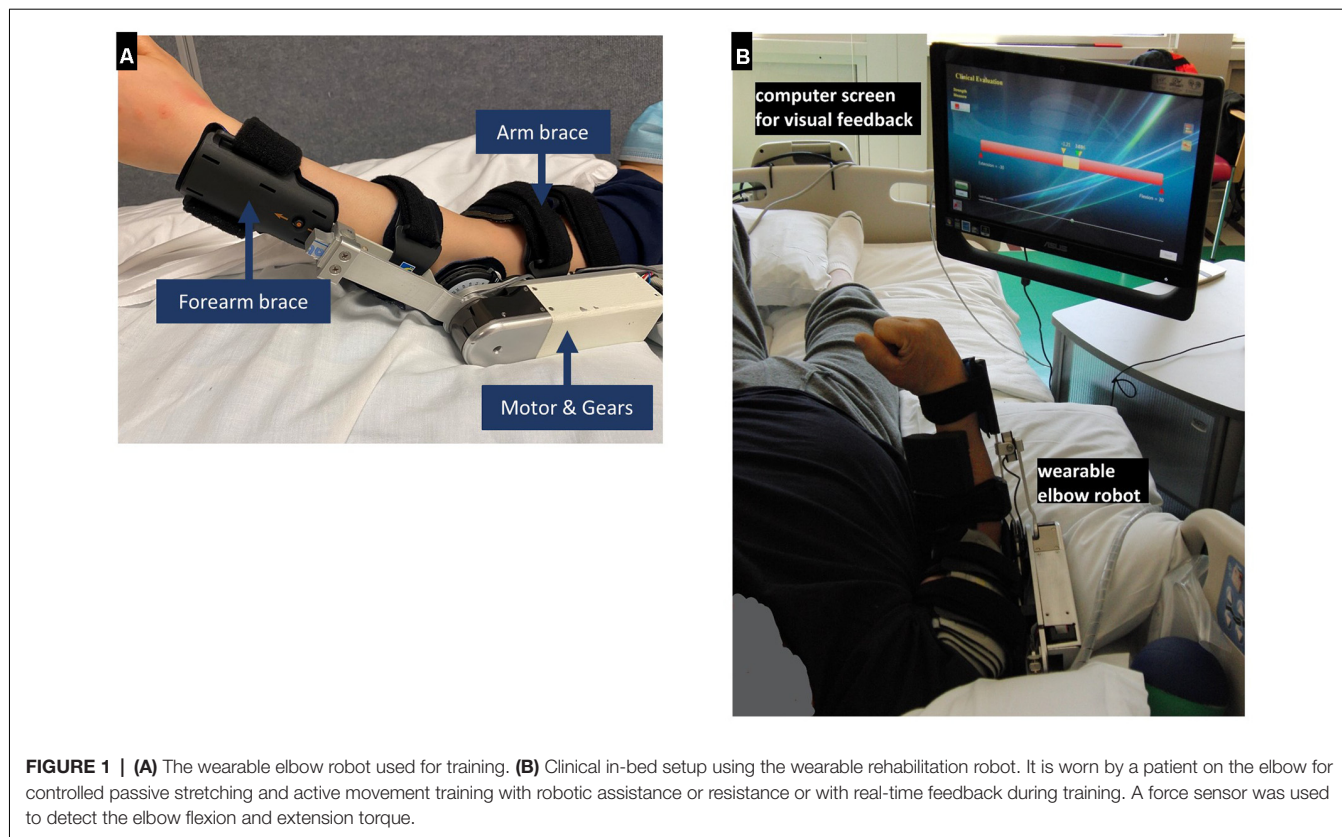 A
Arm brace
Forearm brace
Motor & Gears
B
computer screen
for visual feedback
Clinical Evaluation
Extension
Flexion
ASUS
wearable
elbow robot
FIGURE 1 | (A) The wearable elbow robot used for training. (B) Clinical in-bed setup using the wearable rehabilitation robot. It is worn by a patient on the elbow for
controlled passive stretching and active movement training with robotic assistance or resistance or with real-time feedback during training. A force sensor was used
to detect the elbow flexion and extension torque.